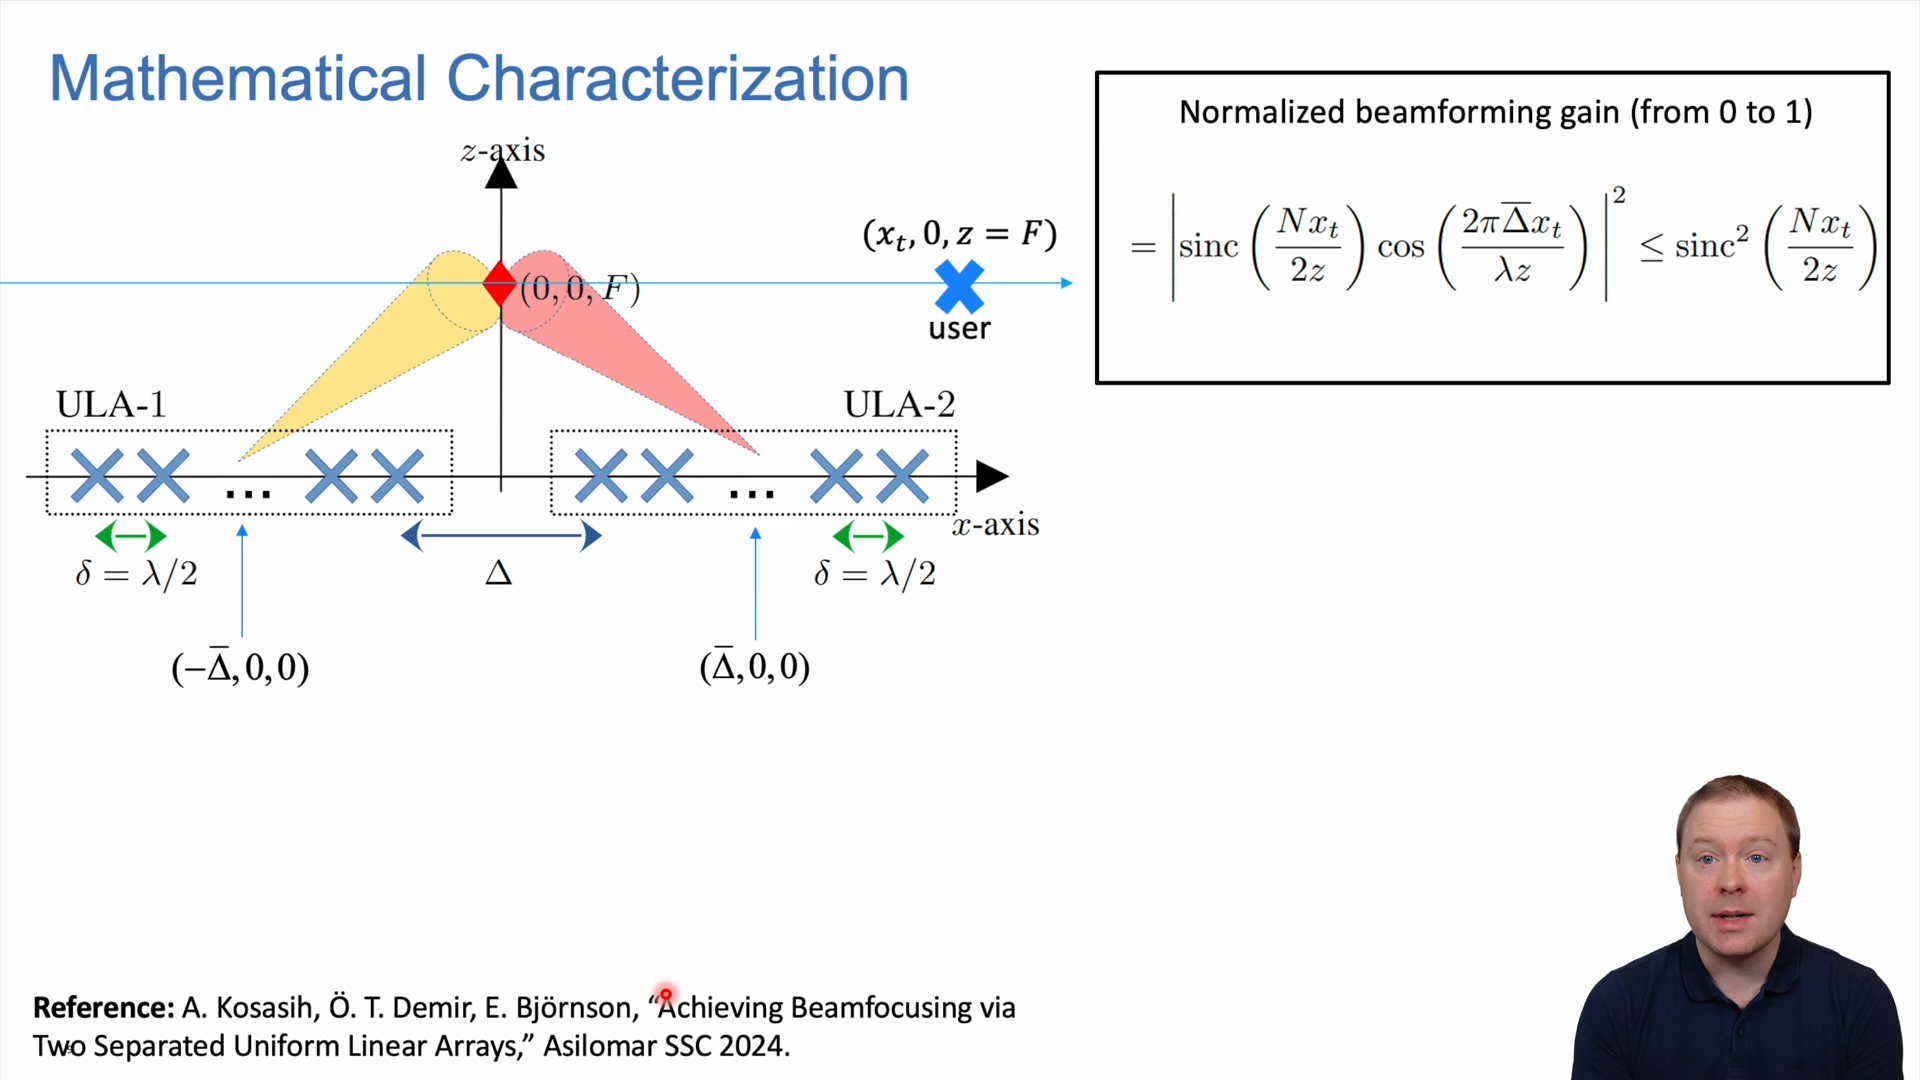 Mathematical Characterization
Normalized beamforming gain (from 0 to 1)
= |sinc (Nx_t / 2z) cos (2πΔ̅x_t / λz)|² ≤ sinc² (Nx_t / 2z)
z-axis
(x_t, 0, z = F)
(0, 0, F)
user
ULA-1
ULA-2
...
...
x-axis
δ = λ/2
Δ
δ = λ/2
(−Δ̅, 0, 0)
(Δ̅, 0, 0)
Reference: A. Kosasih, Ö. T. Demir, E. Björnson, “Achieving Beamfocusing via
Two Separated Uniform Linear Arrays,” Asilomar SSC 2024.